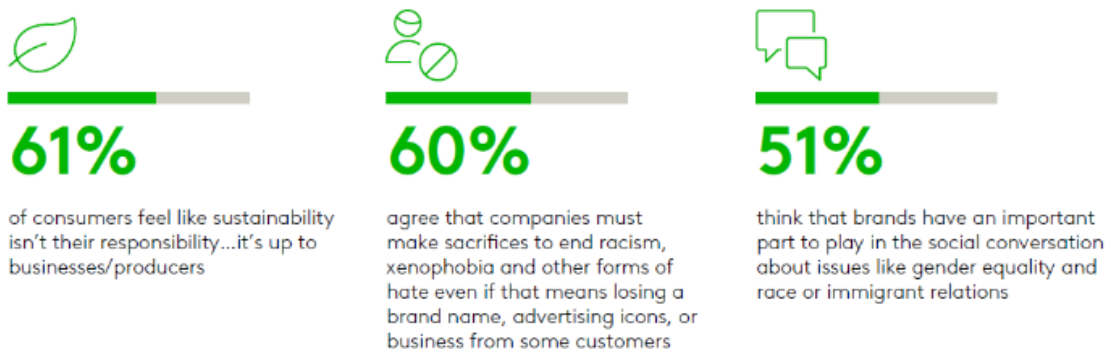 61%
of consumers feel like sustainability
isn't their responsibility...it's up to
businesses/producers
60%
agree that companies must
make sacrifices to end racism,
xenophobia and other forms of
hate even if that means losing a
brand name, advertising icons, or
business from some customers
51%
think that brands have an important
part to play in the social conversation
about issues like gender equality and
race or immigrant relations